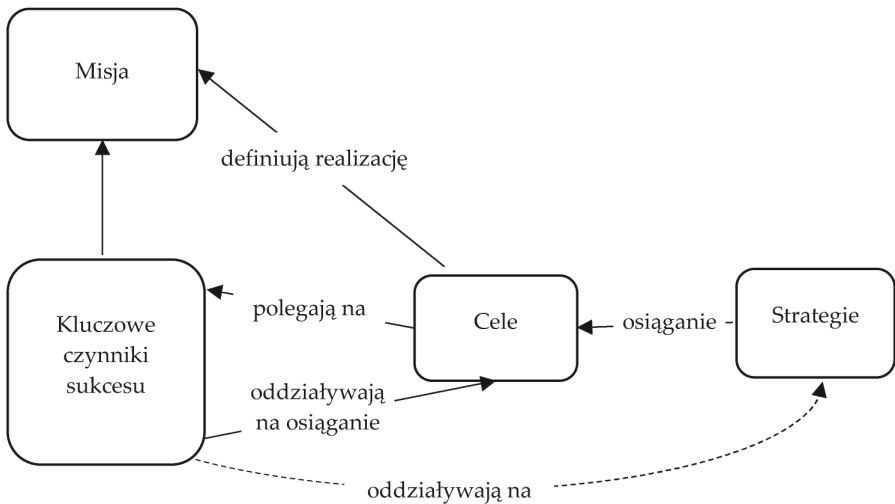 Misja
definiują realizację
Kluczowe
czynniki
sukcesu
polegają na
Cele
osiąganie
Strategie
oddziaływają
na osiąganie
oddziaływają na